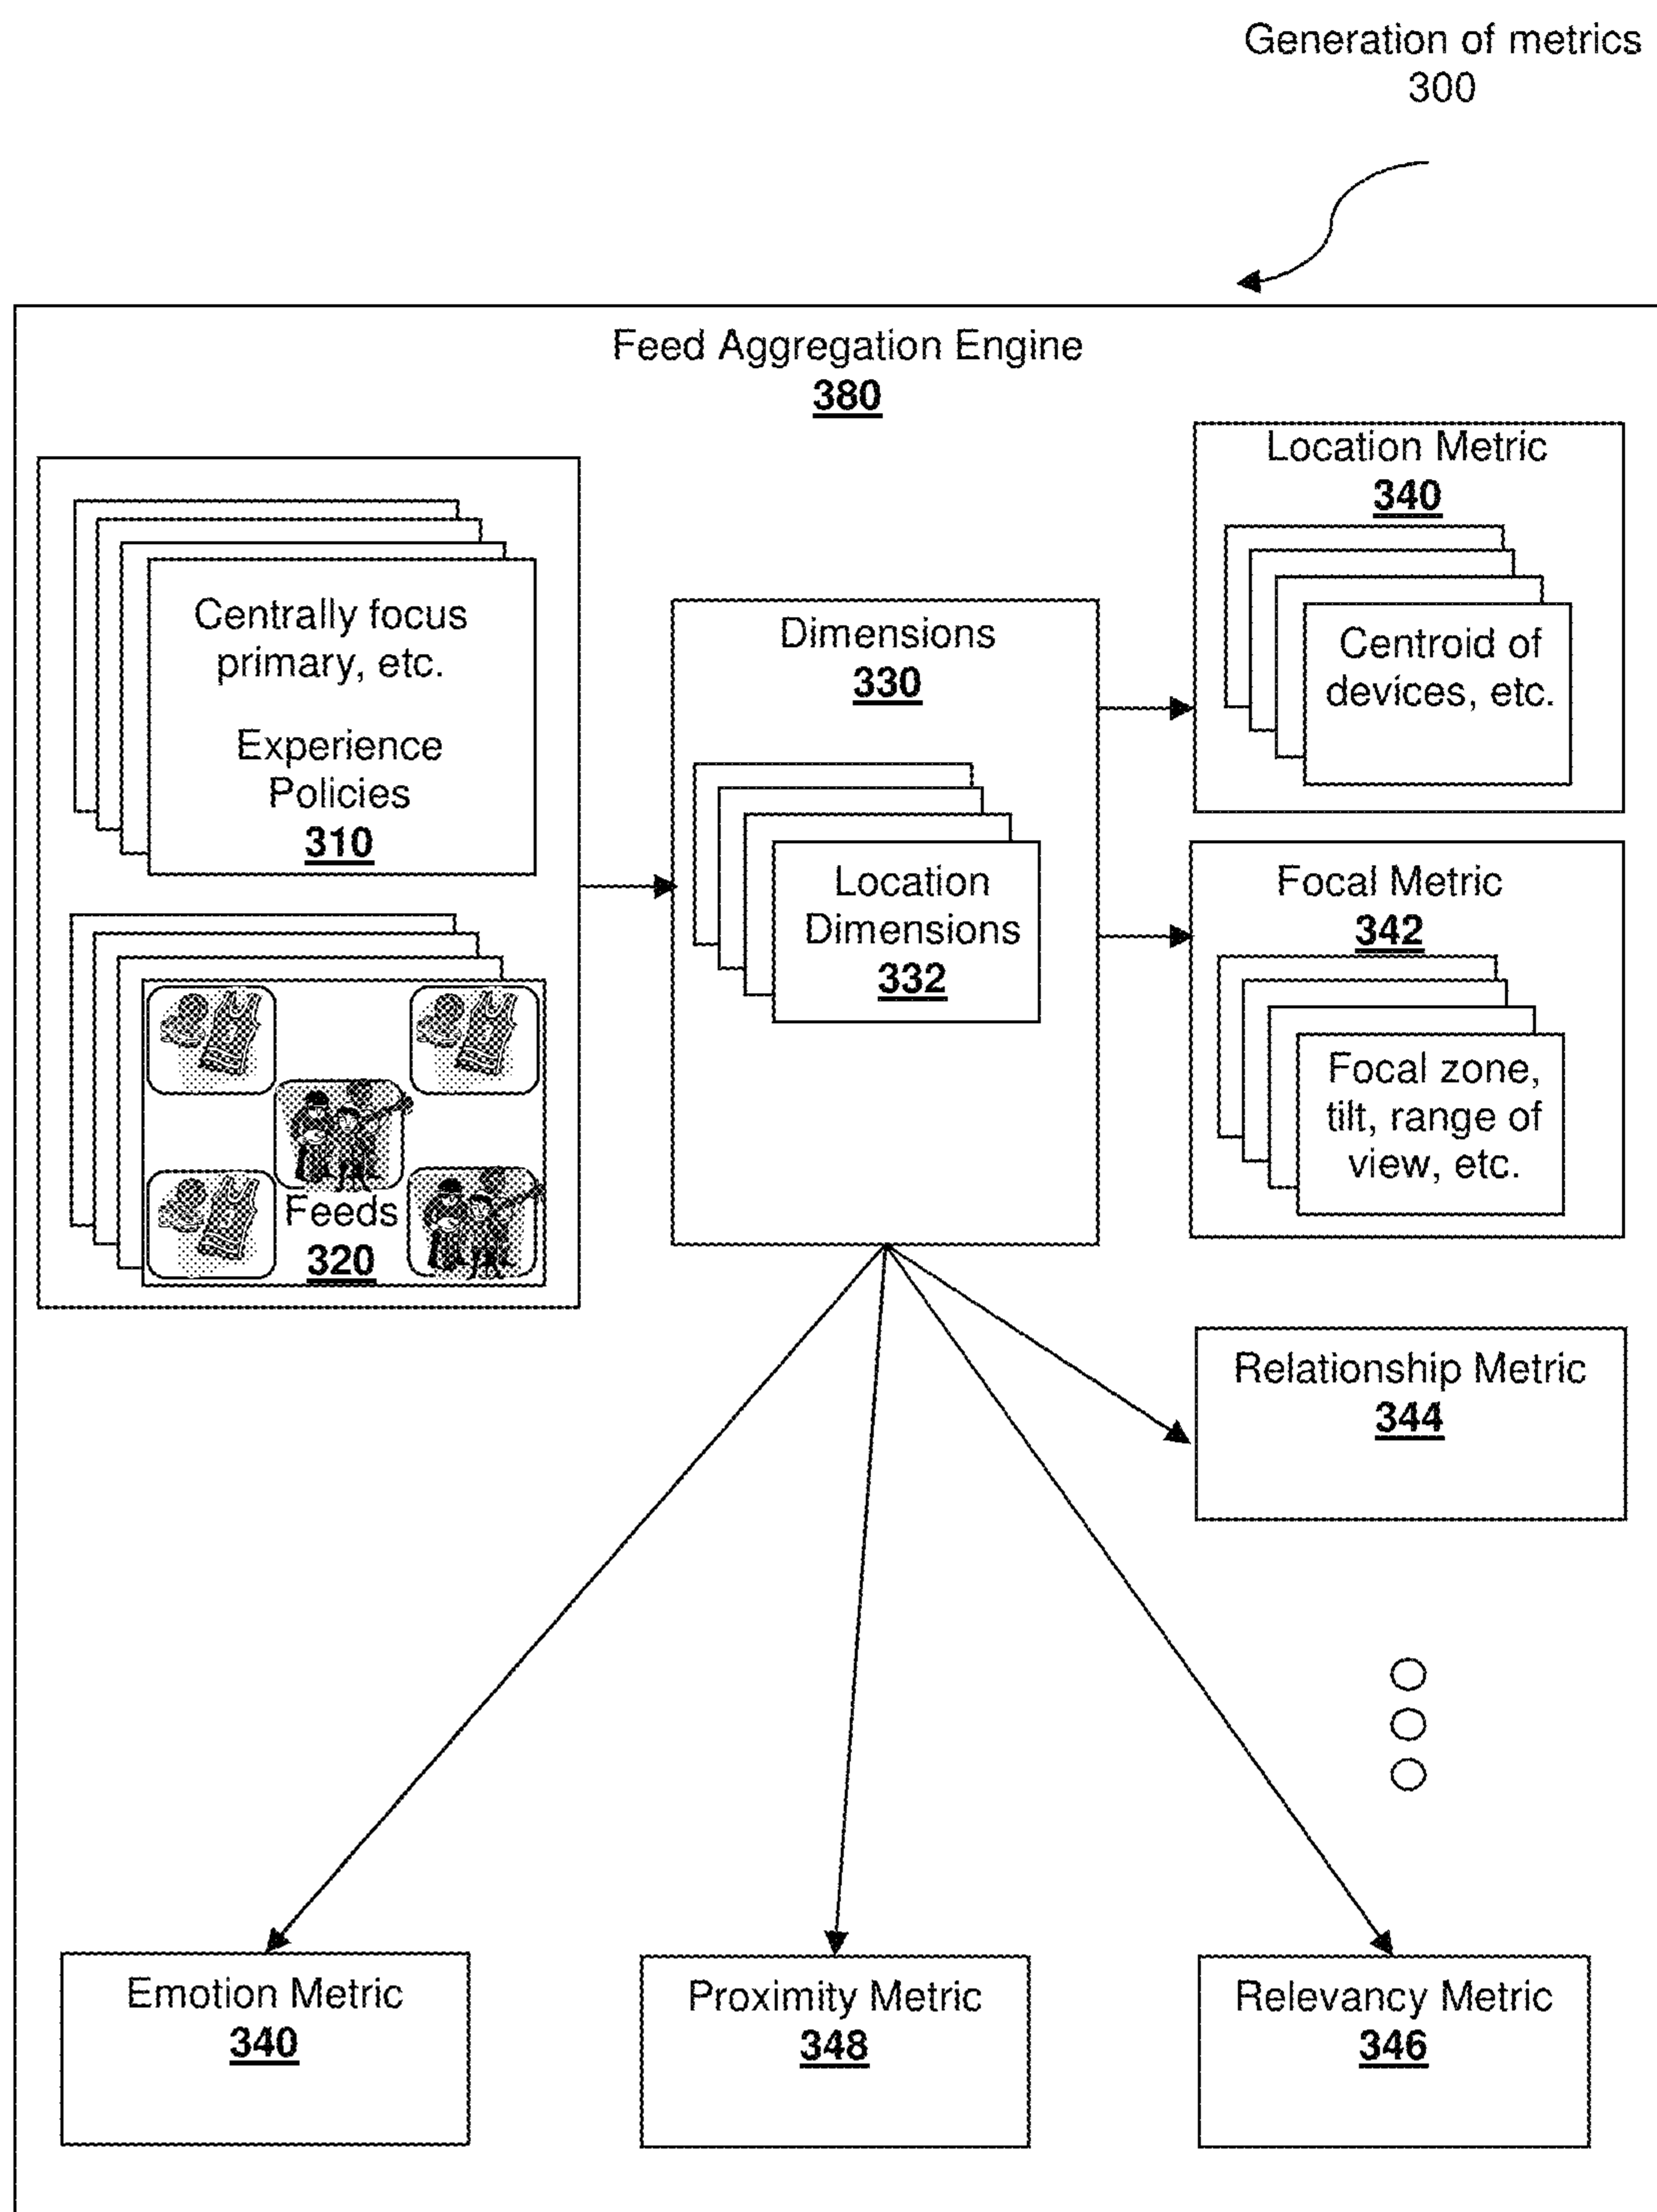 Generation of metrics
300
Feed Aggregation Engine
380
Centrally focus
primary, etc.
Experience
Policies
310
Feeds
320
Dimensions
330
Location
Dimensions
332
Location Metric
340
Centroid of
devices, etc.
Focal Metric
342
Focal zone,
tilt, range of
view, etc.
Relationship Metric
344
Emotion Metric
340
Proximity Metric
348
Relevancy Metric
346